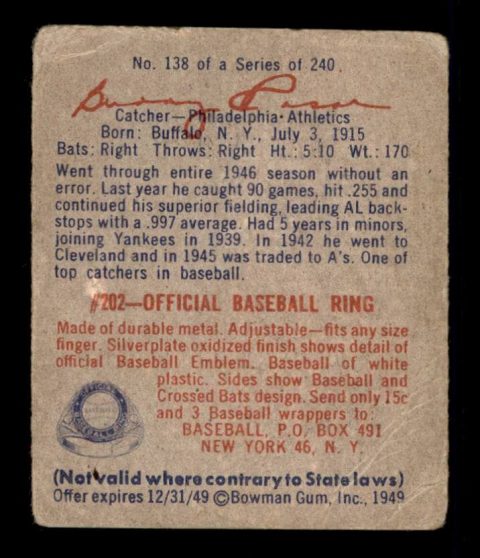 No. 138 of a Series of 240
Buddy Rosar
Catcher—Philadelphia·Athletics
Born: Buffalo, N. Y., July 3, 1915
Bats: Right Throws: Right Ht.: 5:10 Wt.: 170
Went through entire 1946 season without an
error. Last year he caught 90 games, hit .255 and
continued his superior fielding, leading AL back-
stops with a .997 average. Had 5 years in minors,
joining Yankees in 1939. In 1942 he went to
Cleveland and in 1945 was traded to A's. One of
top catchers in baseball.
#202—OFFICIAL BASEBALL RING
Made of durable metal. Adjustable—fits any size
finger. Silverplate oxidized finish shows detail of
official Baseball Emblem. Baseball of white
plastic. Sides show Baseball and
Crossed Bats design. Send only 15c
and 3 Baseball wrappers to:
BASEBALL, P.O. BOX 491
NEW YORK 46, N. Y.
OFFICIAL
BASEBALL RING
(Not valid where contrary to State laws)
Offer expires 12/31/49 ©Bowman Gum, Inc., 1949